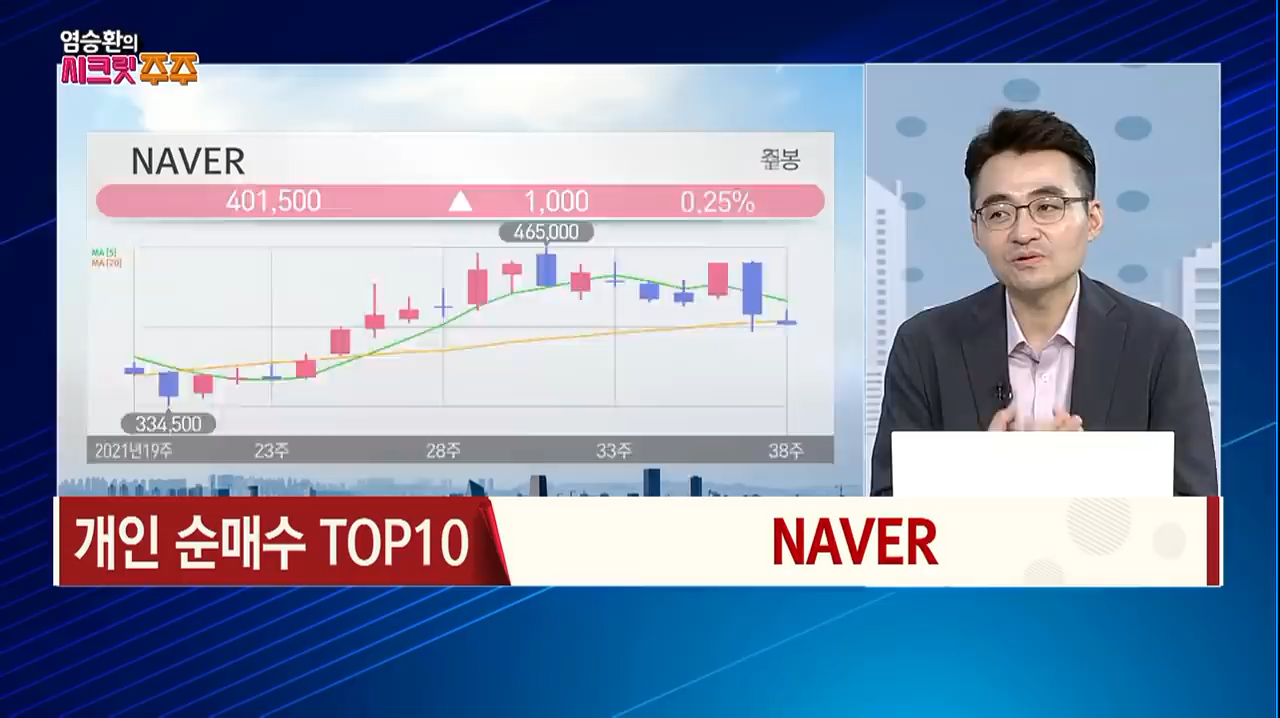 염승환의
시크릿 주주
NAVER
주봉
401,500 ▲ 1,000 0.25%
465,000
MA [5]
MA [20]
334,500
2021년19주 23주 28주 33주 38주
개인 순매수 TOP10
NAVER